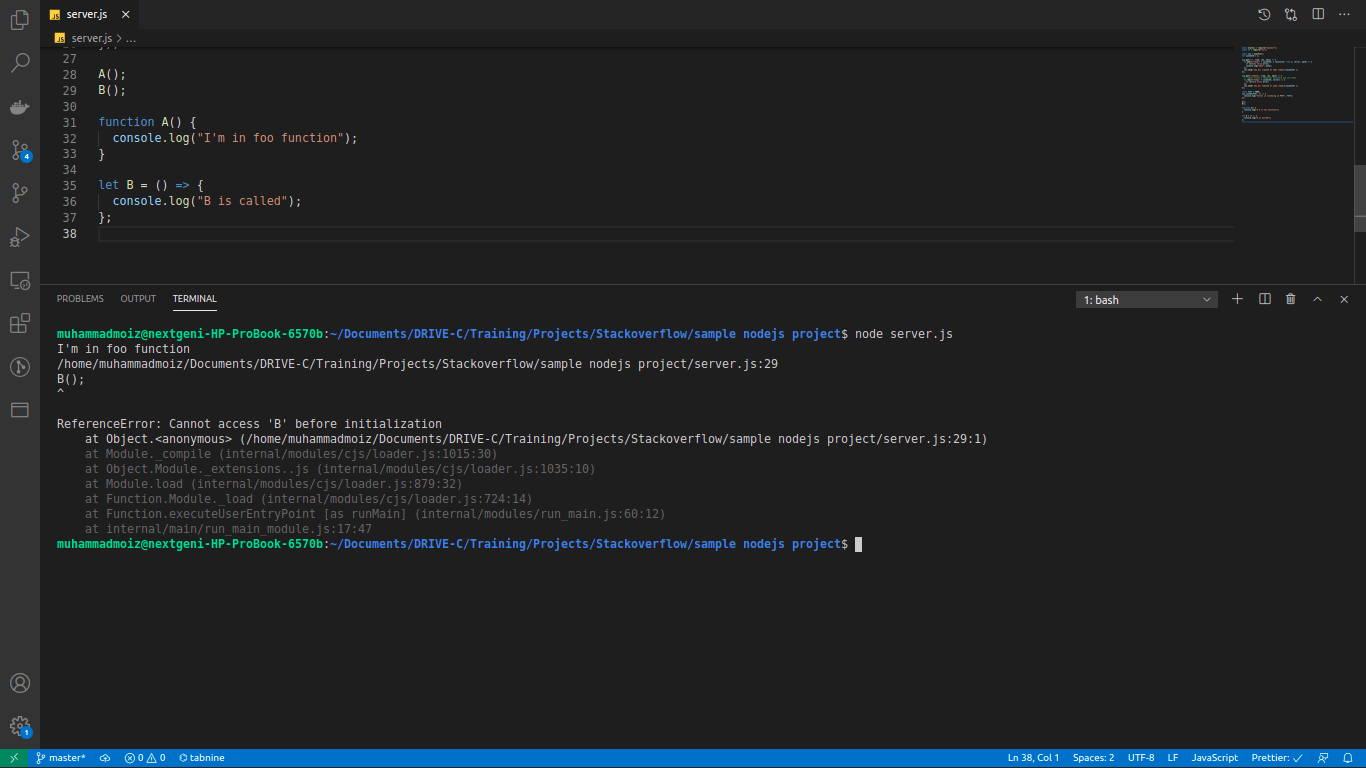 JS server.js ×
JS server.js > ...
27
28 A();
29 B();
30
31 function A() {
32   console.log("I'm in foo function");
33 }
34
35 let B = () => {
36   console.log("B is called");
37 };
38
PROBLEMS OUTPUT TERMINAL 1: bash
muhammadmoiz@nextgeni-HP-ProBook-6570b:~/Documents/DRIVE-C/Training/Projects/Stackoverflow/sample nodejs project$ node server.js
I'm in foo function
/home/muhammadmoiz/Documents/DRIVE-C/Training/Projects/Stackoverflow/sample nodejs project/server.js:29
B();
^
ReferenceError: Cannot access 'B' before initialization
    at Object.<anonymous> (/home/muhammadmoiz/Documents/DRIVE-C/Training/Projects/Stackoverflow/sample nodejs project/server.js:29:1)
    at Module._compile (internal/modules/cjs/loader.js:1015:30)
    at Object.Module._extensions..js (internal/modules/cjs/loader.js:1035:10)
    at Module.load (internal/modules/cjs/loader.js:879:32)
    at Function.Module._load (internal/modules/cjs/loader.js:724:14)
    at Function.executeUserEntryPoint [as runMain] (internal/modules/run_main.js:60:12)
    at internal/main/run_main_module.js:17:47
muhammadmoiz@nextgeni-HP-ProBook-6570b:~/Documents/DRIVE-C/Training/Projects/Stackoverflow/sample nodejs project$
4
1
master* 0 0 tabnine Ln 38, Col 1 Spaces: 2 UTF-8 LF JavaScript Prettier: ✓